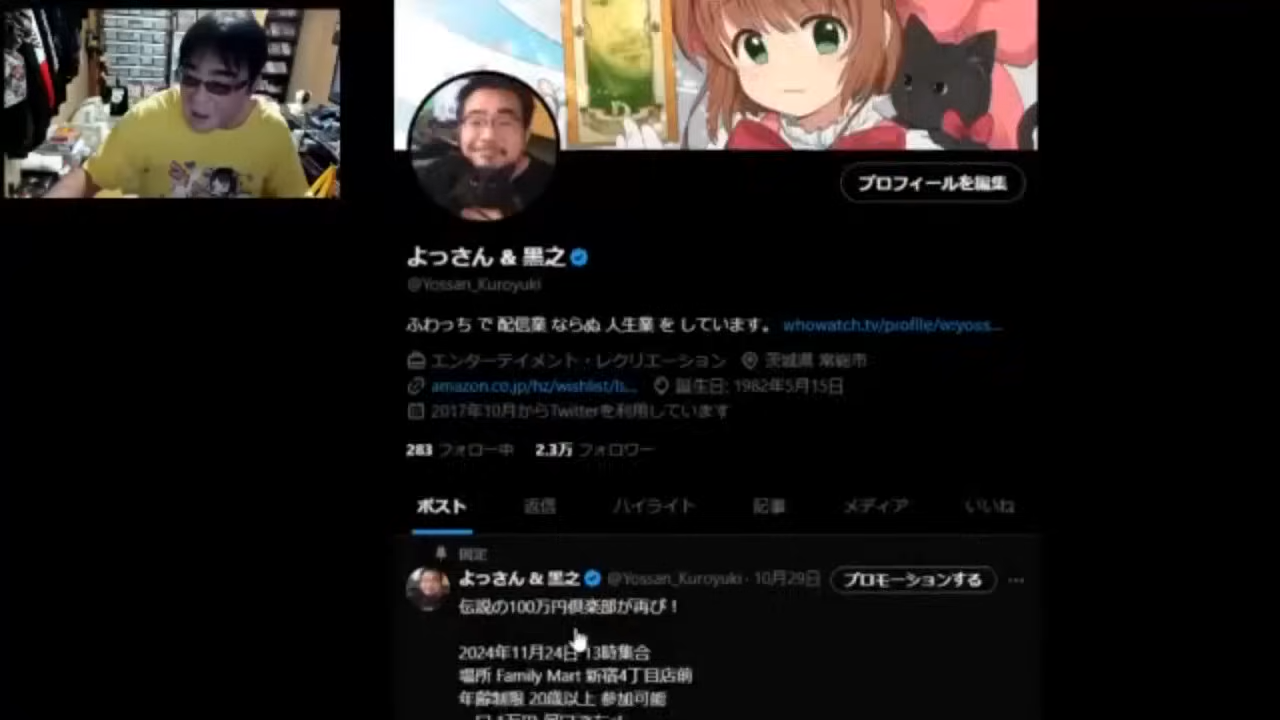 プロフィールを編集
よっさん & 黒之
@Yossan_Kuroyuki
ふわっち で 配信業 ならぬ 人生業 を しています。 whowatch.tv/profile/w:yoss...
エンターテイメント・レクリエーション 茨城県 常総市
amazon.co.jp/hz/wishlist/ls... 誕生日: 1982年5月15日
2017年10月からTwitterを利用しています
283 フォロー中 2.3万 フォロワー
ポスト 返信 ハイライト 記事 メディア いいね
固定
よっさん & 黒之 @Yossan_Kuroyuki · 10月29日 プロモーションする
伝説の100万円倶楽部が再び！
2024年11月24日 13時集合
場所 Family Mart 新宿4丁目店前
年齢制限 20歳以上 参加可能